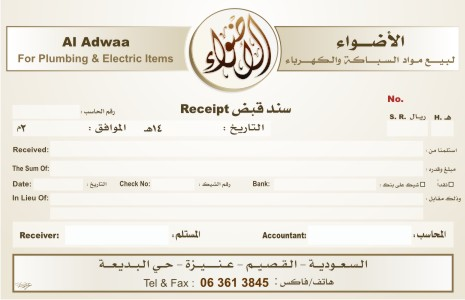 Al Adwaa
For Plumbing & Electric Items
الأضواء
الأضـواء
لبيع مواد السباكة والكهرباء
سند قبض Receipt
رقم الحاسب :
No.
التاريخ : ١٤هـ الموافق : ٢م
ريال S. R.
هـ H. H
Received: استلمنا من :
The Sum Of: مبلغ وقدره :
Date: التاريخ : Check No: رقم الشيك : Bank: شيك على بنك : نقداً
In Lieu Of: وذلك مقابل :
Receiver: المستلم : Accountant: المحاسب :
السعودية - القصيم - عنيزة - حي البديعة
Tel & Fax : 06 361 3845 هاتف/فاكس :